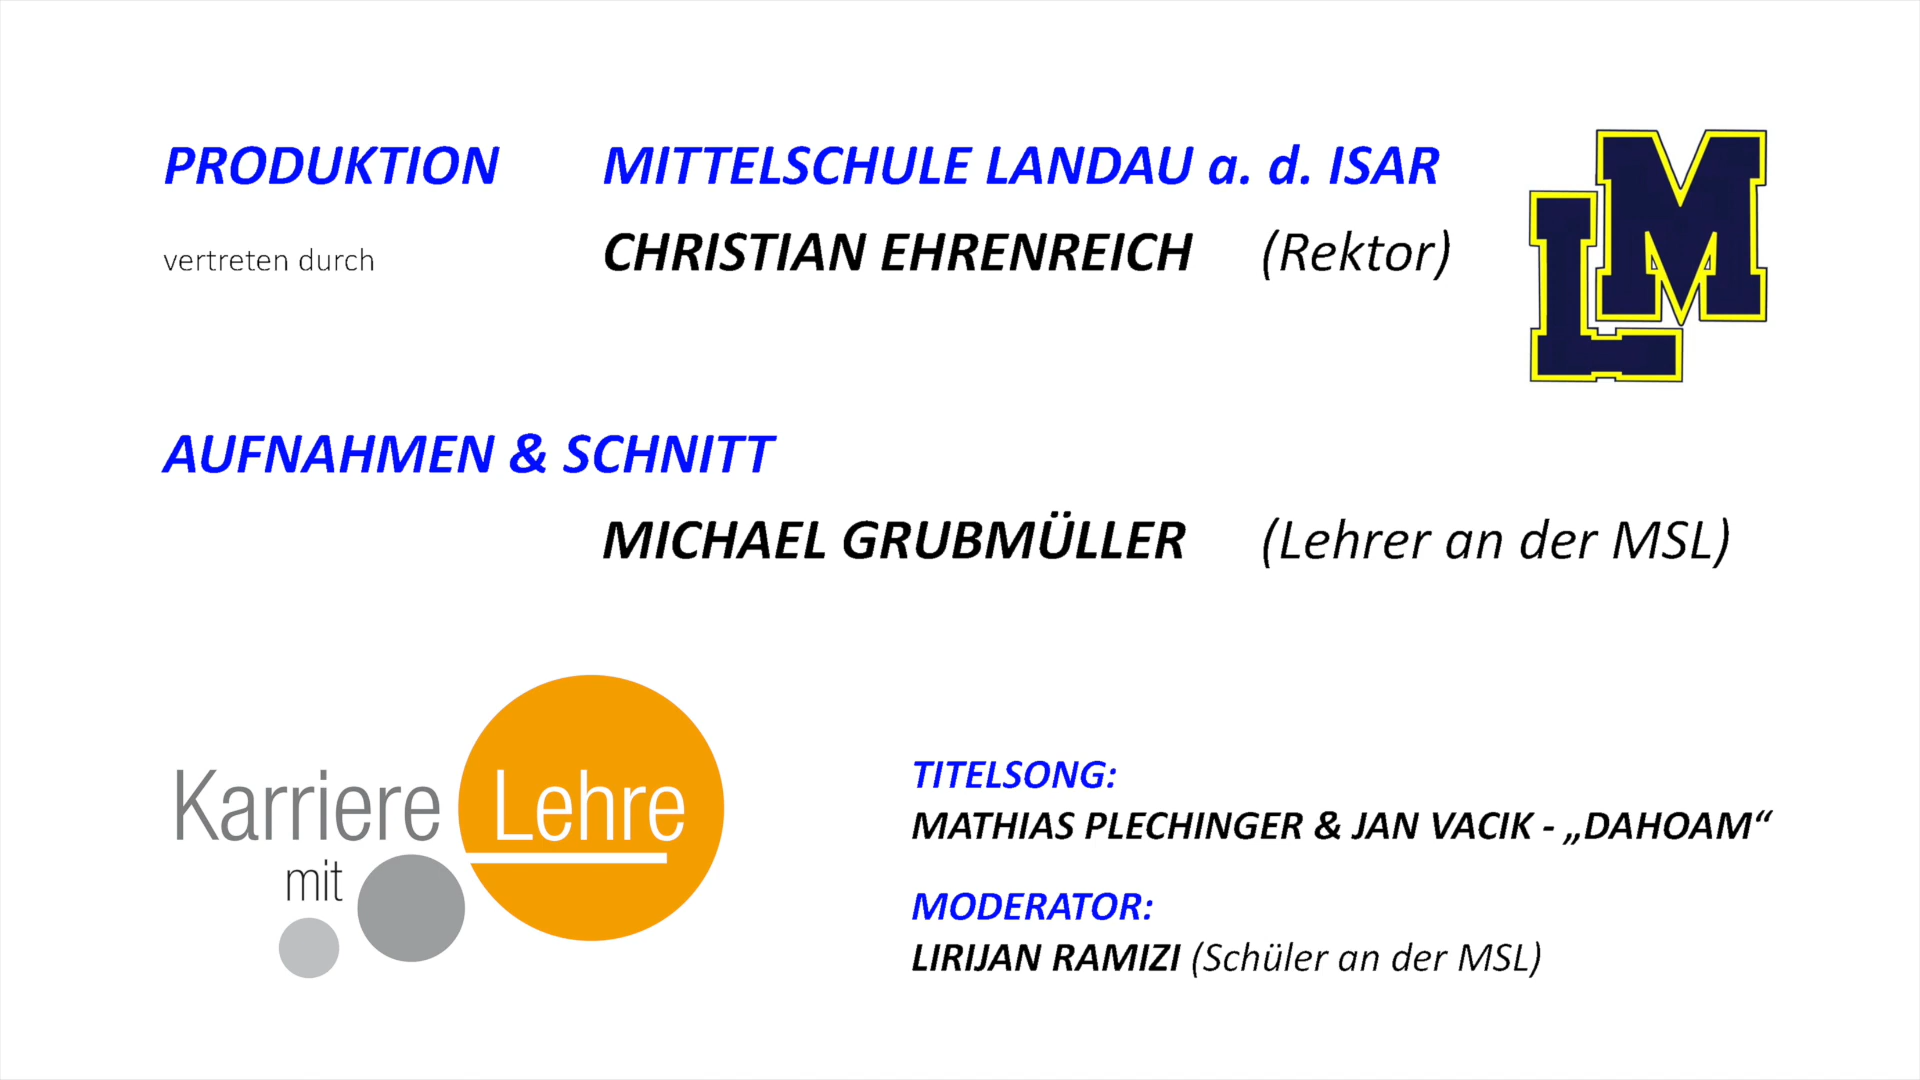 PRODUKTION MITTELSCHULE LANDAU a. d. ISAR
vertreten durch CHRISTIAN EHRENREICH (Rektor)
LM
AUFNAHMEN & SCHNITT
MICHAEL GRUBMÜLLER (Lehrer an der MSL)
Karriere Lehre
mit
TITELSONG:
MATHIAS PLECHINGER & JAN VACIK - „DAHOAM“
MODERATOR:
LIRIJAN RAMIZI (Schüler an der MSL)